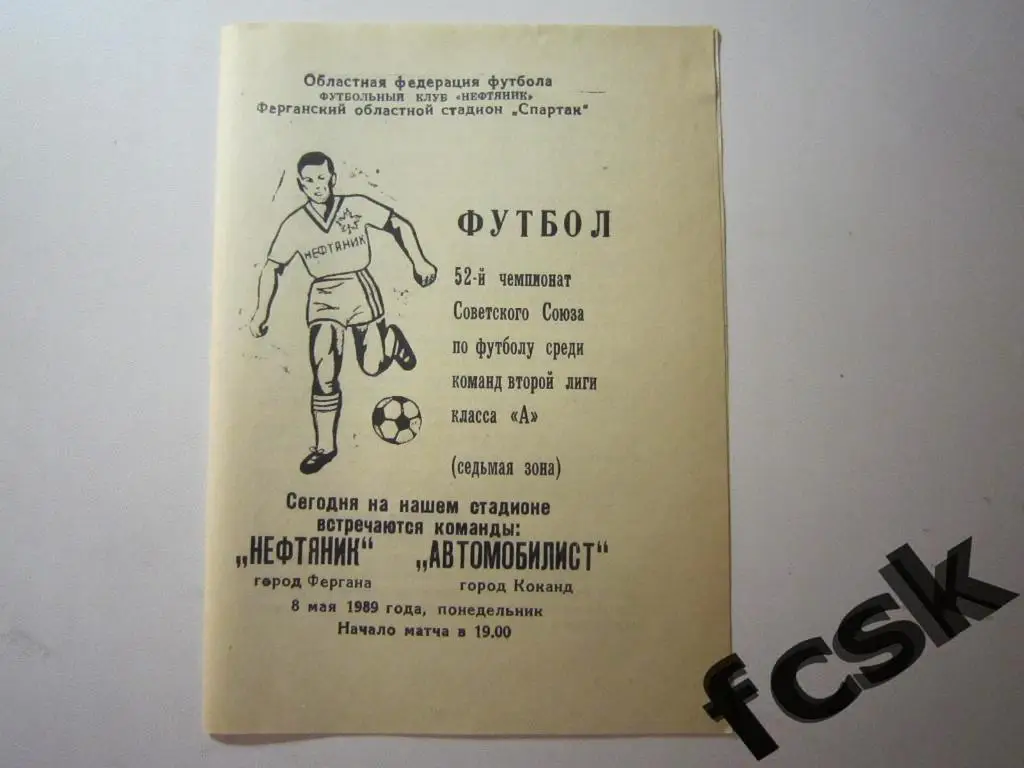 Областная федерация футбола
ФУТБОЛЬНЫЙ КЛУБ «НЕФТЯНИК»
Ферганский областной стадион „Спартак"
НЕФТЯНИК
ФУТБОЛ
52-й чемпионат
Советского Союза
по футболу среди
команд второй лиги
класса «А»
(седьмая зона)
Сегодня на нашем стадионе
встречаются команды:
„НЕФТЯНИК" „АВТОМОБИЛИСТ"
город Фергана город Коканд
8 мая 1989 года, понедельник
Начало матча в 19.00
fcsk